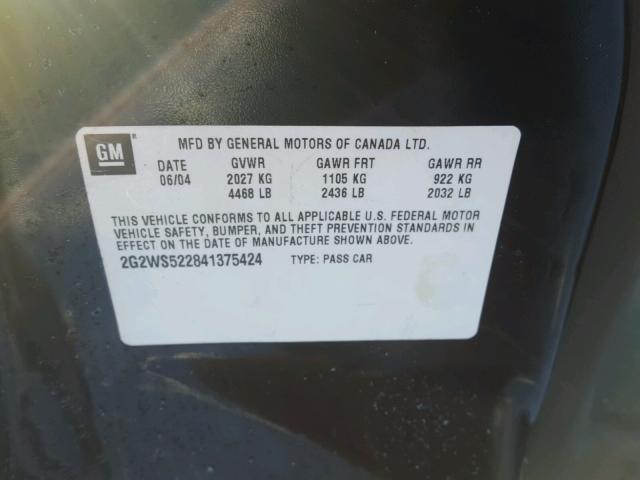 GM ®
MFD BY GENERAL MOTORS OF CANADA LTD.
DATE GVWR GAWR FRT GAWR RR
06/04 2027 KG 1105 KG 922 KG
4468 LB 2436 LB 2032 LB
THIS VEHICLE CONFORMS TO ALL APPLICABLE U.S. FEDERAL MOTOR
VEHICLE SAFETY, BUMPER, AND THEFT PREVENTION STANDARDS IN
EFFECT ON THE DATE OF MANUFACTURE SHOWN ABOVE.
2G2WS522841375424 TYPE: PASS CAR